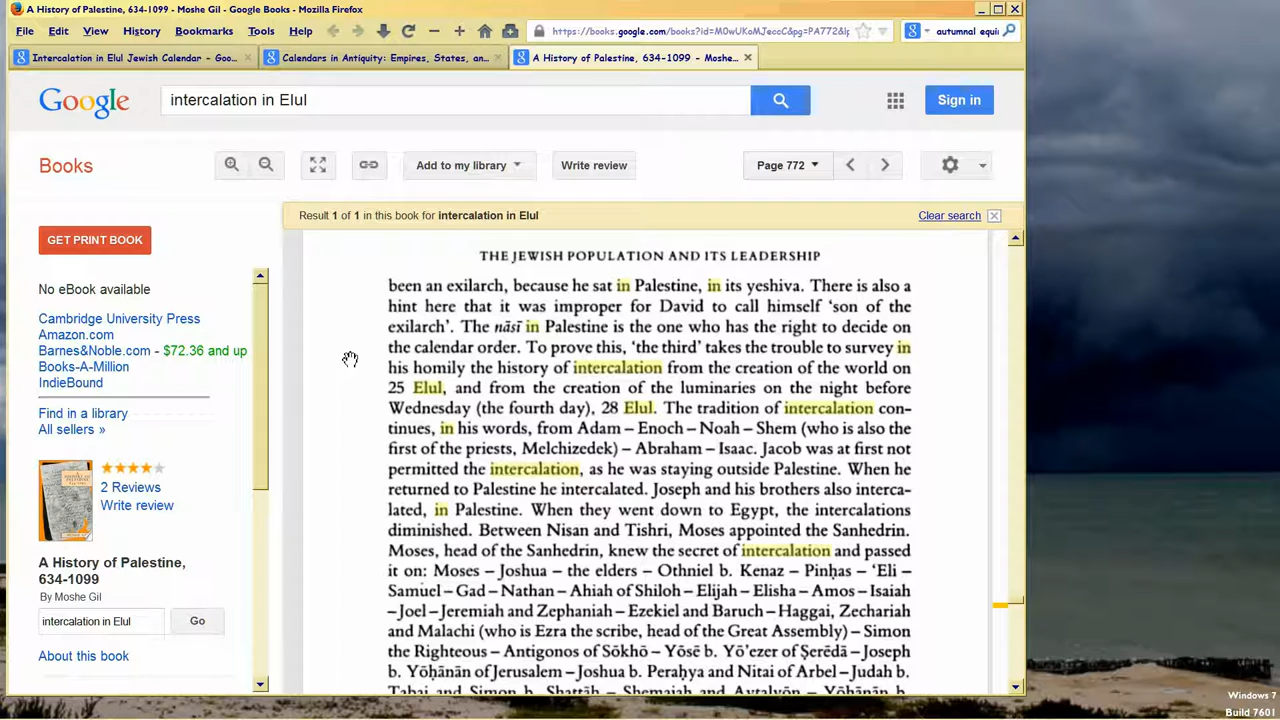 A History of Palestine, 634-1099 - Moshe Gil - Google Books - Mozilla Firefox
File Edit View History Bookmarks Tools Help
https://books.google.com/books?id=M0wUKoMJeccC&pg=PA772&lp
autumnal equi
Intercalation in Elul Jewish Calendar - Goo...
Calendars in Antiquity: Empires, States, an...
A History of Palestine, 634-1099 - Moshe...
Google
intercalation in Elul
Sign in
Books
Add to my library
Write review
Page 772
Result 1 of 1 in this book for intercalation in Elul
Clear search
GET PRINT BOOK
No eBook available
Cambridge University Press
Amazon.com
Barnes&Noble.com - $72.36 and up
Books-A-Million
IndieBound
Find in a library
All sellers »
2 Reviews
Write review
A History of Palestine,
634-1099
By Moshe Gil
intercalation in Elul
Go
About this book
THE JEWISH POPULATION AND ITS LEADERSHIP
been an exilarch, because he sat in Palestine, in its yeshiva. There is also a
hint here that it was improper for David to call himself 'son of the
exilarch'. The nāsī in Palestine is the one who has the right to decide on
the calendar order. To prove this, 'the third' takes the trouble to survey in
his homily the history of intercalation from the creation of the world on
25 Elul, and from the creation of the luminaries on the night before
Wednesday (the fourth day), 28 Elul. The tradition of intercalation con-
tinues, in his words, from Adam – Enoch – Noah – Shem (who is also the
first of the priests, Melchizedek) – Abraham – Isaac. Jacob was at first not
permitted the intercalation, as he was staying outside Palestine. When he
returned to Palestine he intercalated. Joseph and his brothers also interca-
lated, in Palestine. When they went down to Egypt, the intercalations
diminished. Between Nisan and Tishri, Moses appointed the Sanhedrin.
Moses, head of the Sanhedrin, knew the secret of intercalation and passed
it on: Moses – Joshua – the elders – Othniel b. Kenaz – Pinḥas – 'Eli –
Samuel – Gad – Nathan – Ahiah of Shiloh – Elijah – Elisha – Amos – Isaiah
– Joel – Jeremiah and Zephaniah – Ezekiel and Baruch – Haggai, Zechariah
and Malachi (who is Ezra the scribe, head of the Great Assembly) – Simon
the Righteous – Antigonos of Sōkhō – Yōsē b. Yō'ezer of Ṣerēdā – Joseph
b. Yōḥānān of Jerusalem – Joshua b. Peraḥya and Nitai of Arbel – Judah b.
Tabai and Simon b. Shattāḥ – Shemaiah and Avtalyōn – Yōḥānān b.
Windows 7
Build 7601